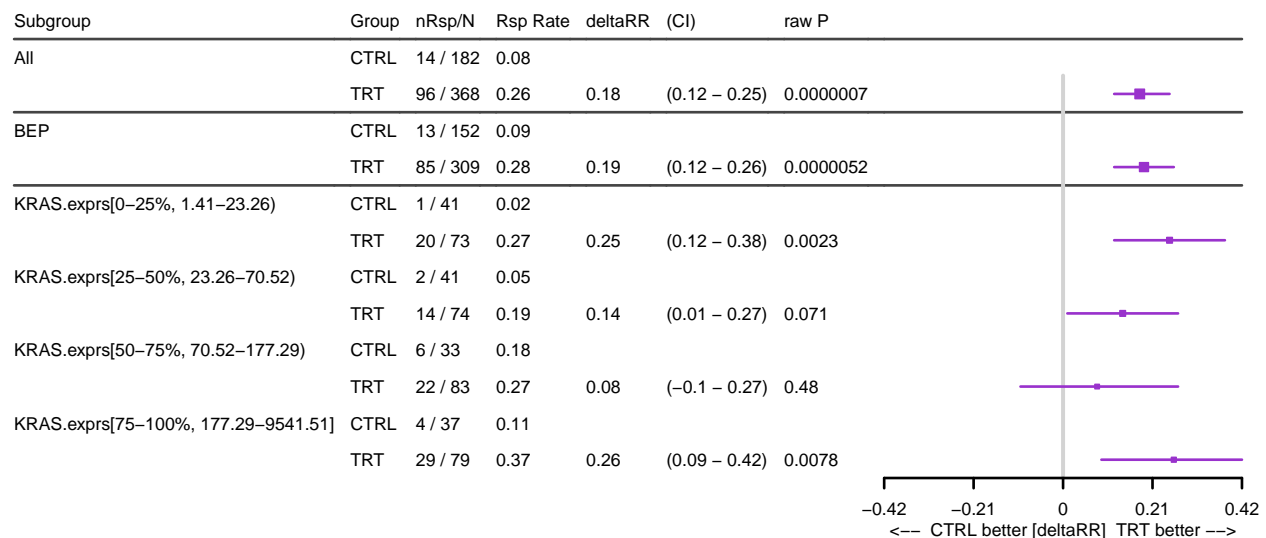 Subgroup Group nRsp/N Rsp Rate deltaRR (CI) raw P
All CTRL 14 / 182 0.08
TRT 96 / 368 0.26 0.18 (0.12 − 0.25) 0.0000007
BEP CTRL 13 / 152 0.09
TRT 85 / 309 0.28 0.19 (0.12 − 0.26) 0.0000052
KRAS.exprs[0−25%, 1.41−23.26) CTRL 1 / 41 0.02
TRT 20 / 73 0.27 0.25 (0.12 − 0.38) 0.0023
KRAS.exprs[25−50%, 23.26−70.52) CTRL 2 / 41 0.05
TRT 14 / 74 0.19 0.14 (0.01 − 0.27) 0.071
KRAS.exprs[50−75%, 70.52−177.29) CTRL 6 / 33 0.18
TRT 22 / 83 0.27 0.08 (−0.1 − 0.27) 0.48
KRAS.exprs[75−100%, 177.29−9541.51] CTRL 4 / 37 0.11
TRT 29 / 79 0.37 0.26 (0.09 − 0.42) 0.0078
−0.42 −0.21 0 0.21 0.42
<−− CTRL better [deltaRR] TRT better −−>